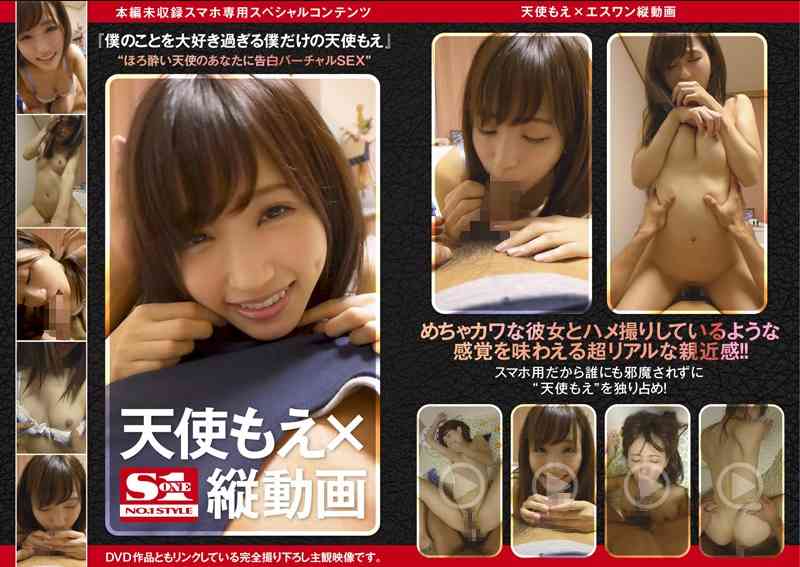 本編未収録スマホ専用スペシャルコンテンツ
『僕のことを大好き過ぎる僕だけの天使もえ』
“ほろ酔い天使のあなたに告白バーチャルSEX”
天使もえ×
S1 ONE
NO.1 STYLE
縦動画
DVD作品ともリンクしている完全撮り下ろし主観映像です。
天使もえ×エスワン縦動画
めちゃカワな彼女とハメ撮りしているような
感覚を味わえる超リアルな親近感!!
スマホ用だから誰にも邪魔されずに
“天使もえ”を独り占め!